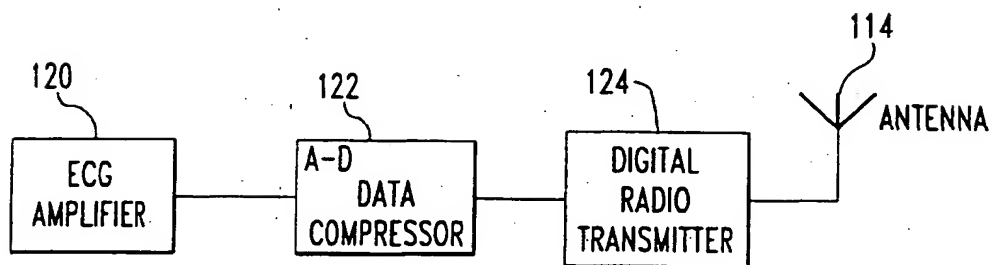 120
ECG
AMPLIFIER
122
A-D
DATA
COMPRESSOR
124
DIGITAL
RADIO
TRANSMITTER
114
ANTENNA